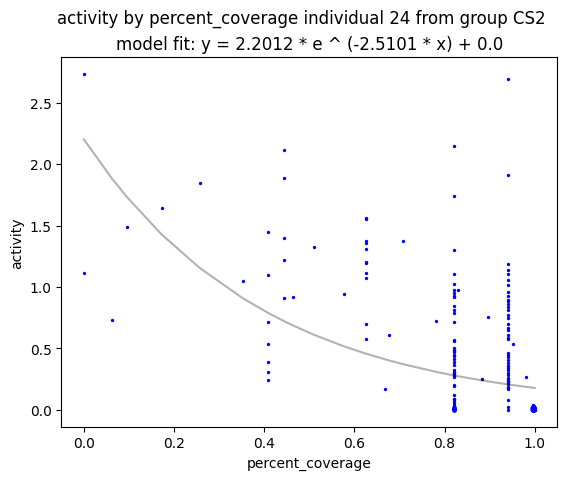 activity by percent_coverage individual 24 from group CS2
model fit: y = 2.2012 * e ^ (-2.5101 * x) + 0.0
2.5
2.0
1.5
1.0
0.5
0.0
activity
0.0 0.2 0.4 0.6 0.8 1.0
percent_coverage